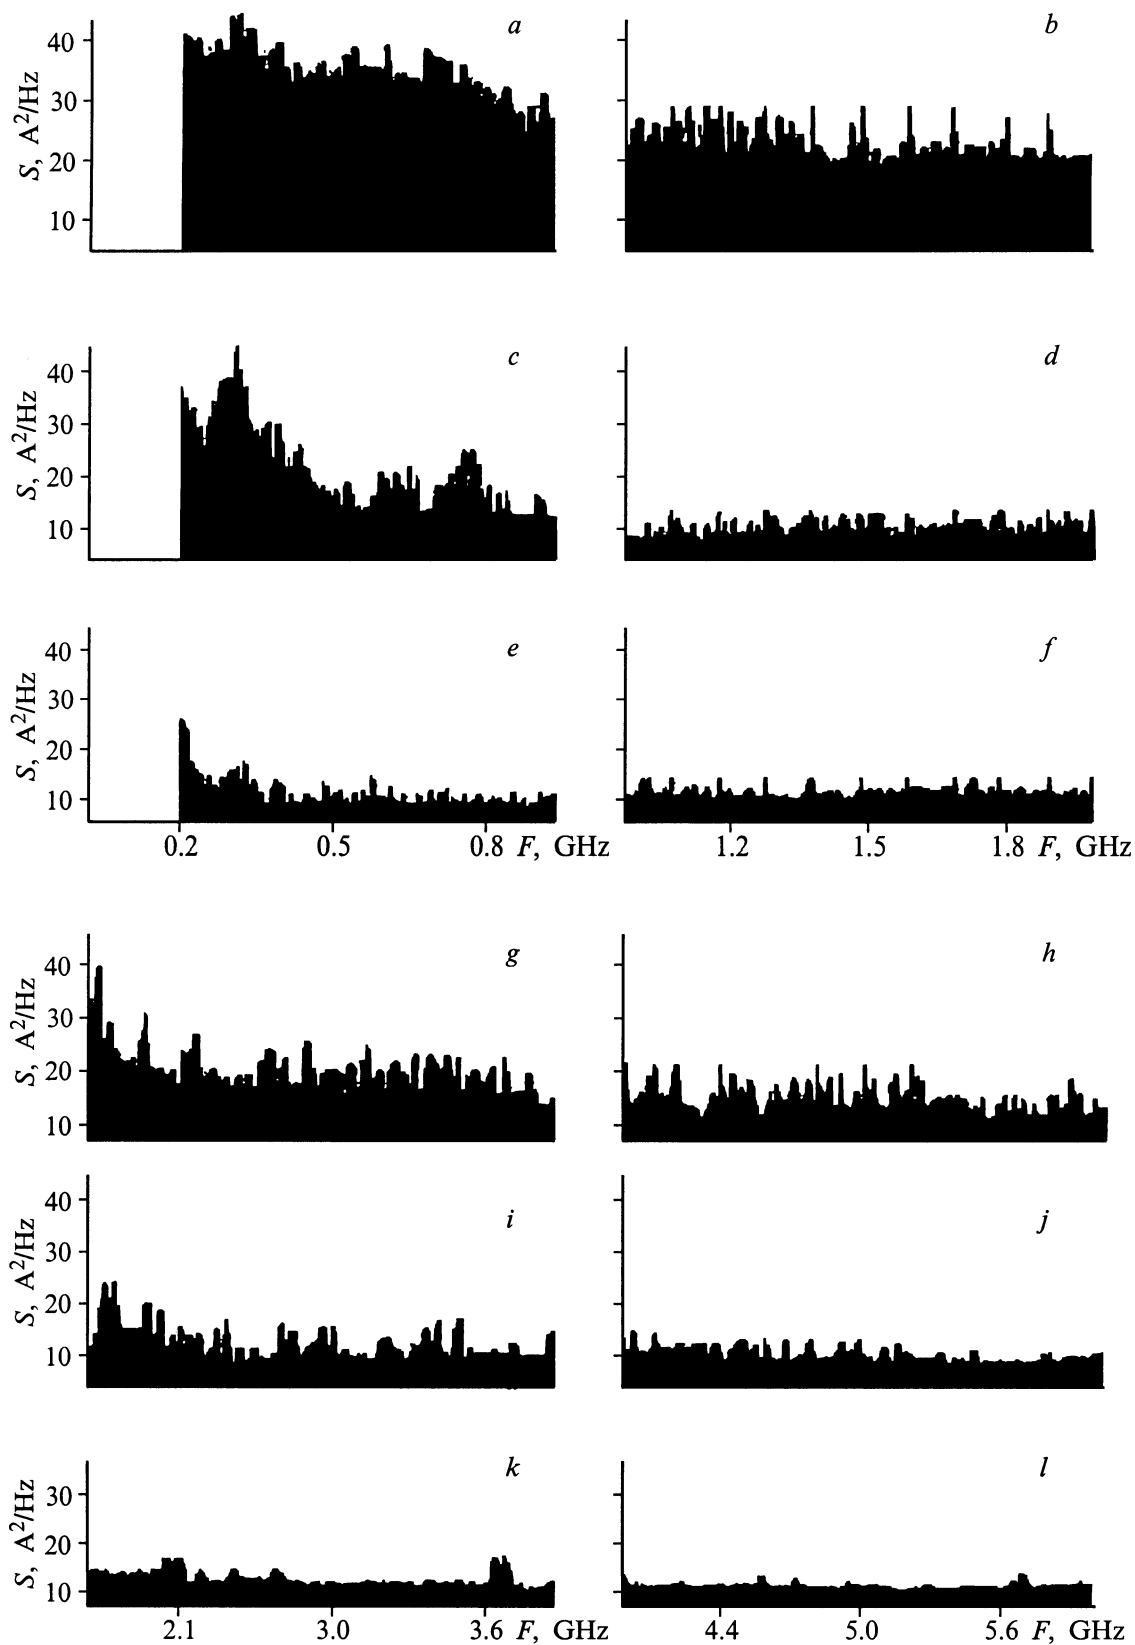 a
b
40
30
20
10
S, A²/Hz
c
d
40
30
20
10
S, A²/Hz
e
f
40
30
20
10
S, A²/Hz
0.2 0.5 0.8 F, GHz
1.2 1.5 1.8 F, GHz
g
h
40
30
20
10
S, A²/Hz
i
j
40
30
20
10
S, A²/Hz
k
l
30
20
10
S, A²/Hz
2.1 3.0 3.6 F, GHz
4.4 5.0 5.6 F, GHz